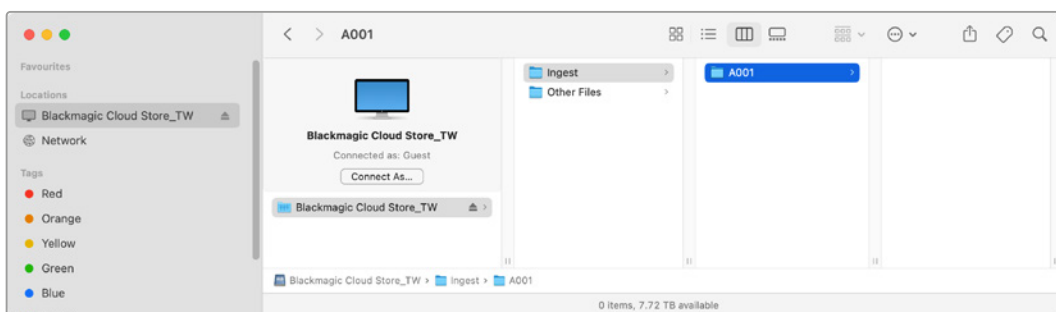 A001
Favourites
Locations
Blackmagic Cloud Store_TW
Network
Tags
Red
Orange
Yellow
Green
Blue
Blackmagic Cloud Store_TW
Connected as: Guest
Connect As...
Blackmagic Cloud Store_TW
Ingest
Other Files
A001
Blackmagic Cloud Store_TW › Ingest › A001
0 items, 7.72 TB available